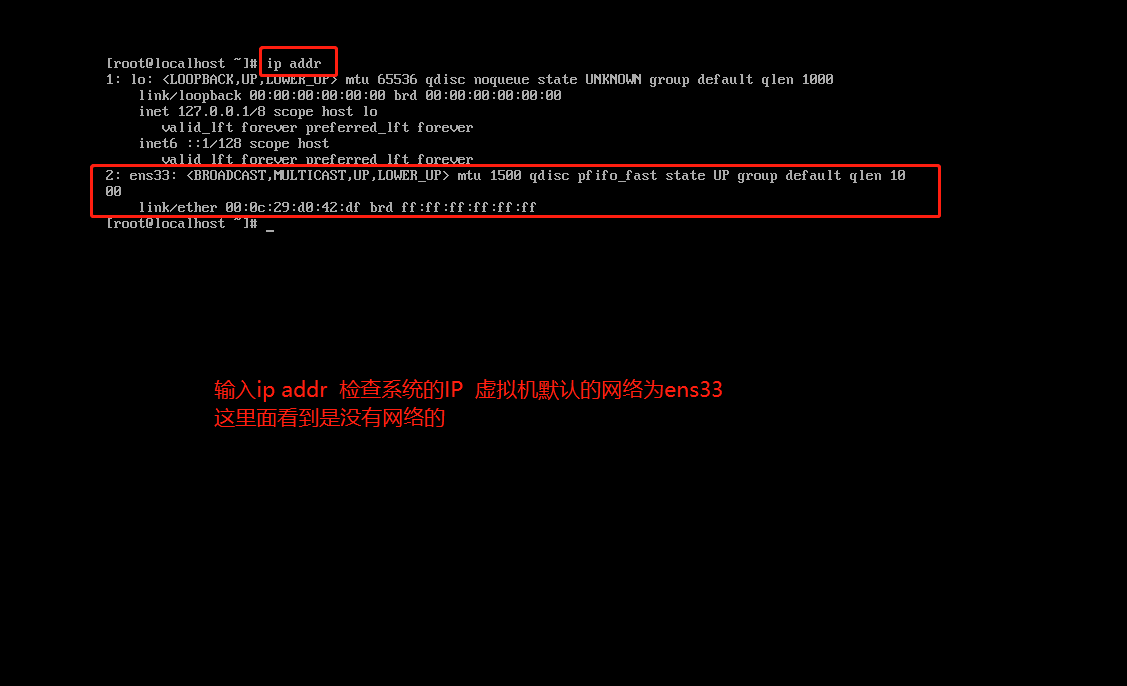 [root@localhost ~]# ip addr
1: lo: <LOOPBACK,UP,LOWER_UP> mtu 65536 qdisc noqueue state UNKNOWN group default qlen 1000
link/loopback 00:00:00:00:00:00 brd 00:00:00:00:00:00
inet 127.0.0.1/8 scope host lo
valid_lft forever preferred_lft forever
inet6 ::1/128 scope host
valid_lft forever preferred_lft forever
2: ens33: <BROADCAST,MULTICAST,UP,LOWER_UP> mtu 1500 qdisc pfifo_fast state UP group default qlen 10
00
link/ether 00:0c:29:d0:42:df brd ff:ff:ff:ff:ff:ff
[root@localhost ~]# _
输入ip addr 检查系统的IP 虚拟机默认的网络为ens33
这里面看到是没有网络的